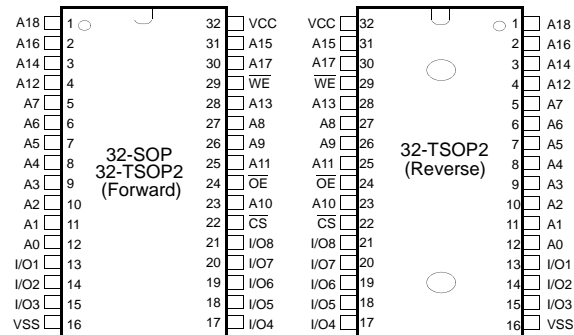 A18 1 32 VCC VCC 32 1 A18
A16 2 31 A15 A15 31 2 A16
A14 3 30 A17 A17 30 3 A14
A12 4 29 WE WE 29 4 A12
A7 5 28 A13 A13 28 5 A7
A6 6 27 A8 A8 27 6 A6
A5 7 26 A9 A9 26 7 A5
32-SOP
32-TSOP2
(Forward)
32-TSOP2
(Reverse)
A4 8 25 A11 A11 25 8 A4
A3 9 24 OE OE 24 9 A3
A2 10 23 A10 A10 23 10 A2
A1 11 22 CS CS 22 11 A1
A0 12 21 I/O8 I/O8 21 12 A0
I/O1 13 20 I/O7 I/O7 20 13 I/O1
I/O2 14 19 I/O6 I/O6 19 14 I/O2
I/O3 15 18 I/O5 I/O5 18 15 I/O3
VSS 16 17 I/O4 I/O4 17 16 VSS